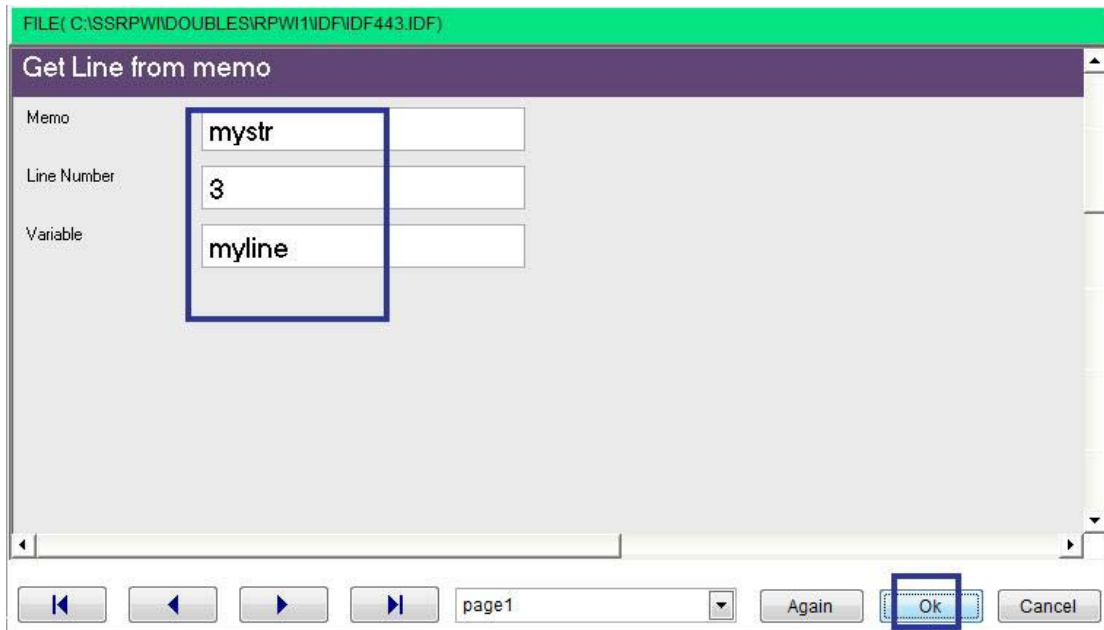 FILE( C:\SSRPWI\DOUBLES\RPWI1\IDF\IDF443.IDF)
Get Line from memo
Memo mystr
Line Number 3
Variable myline
page1 Again Ok Cancel